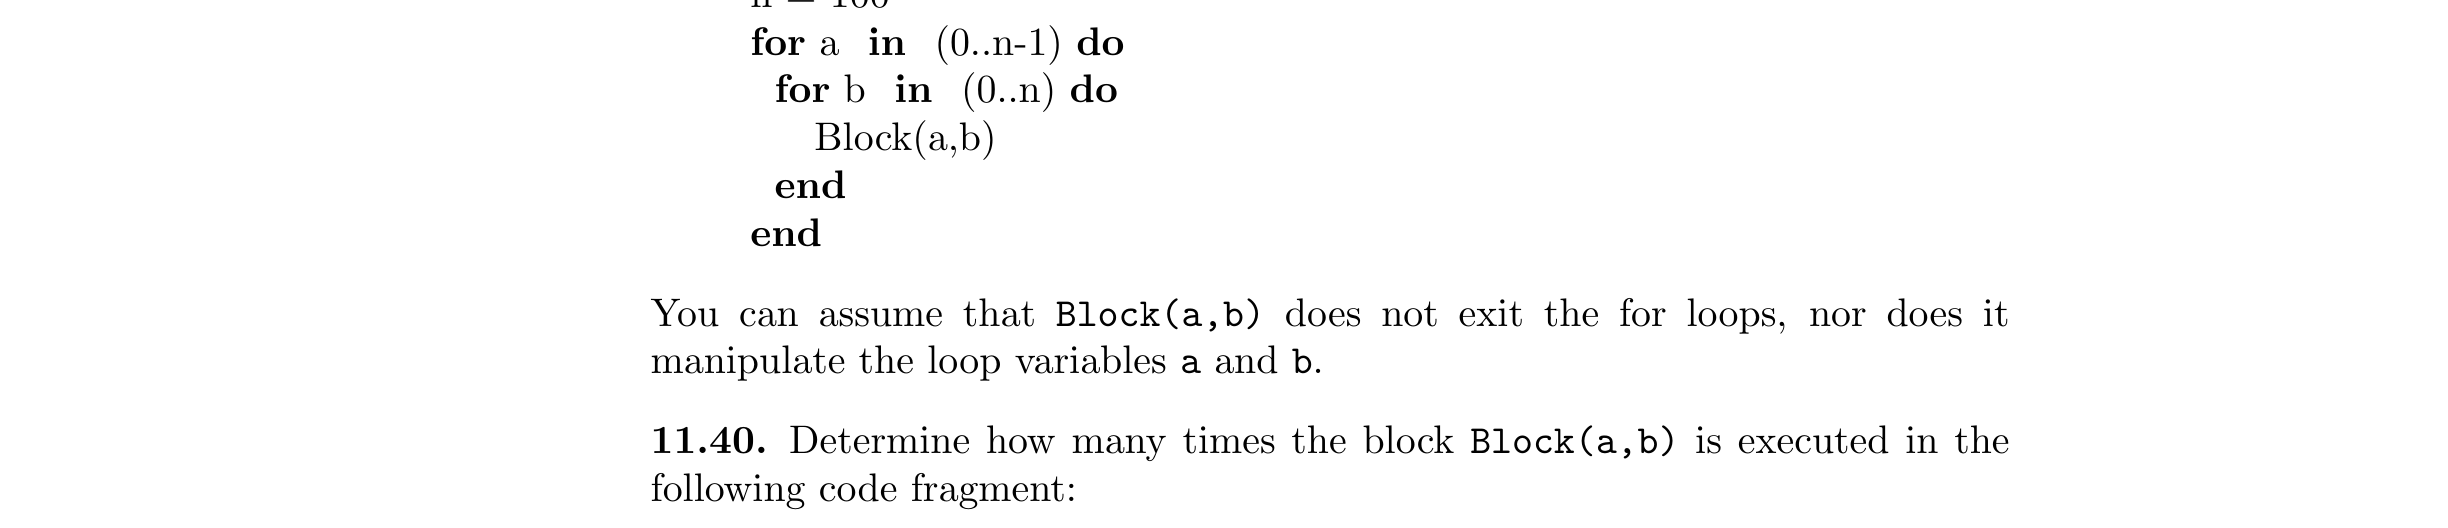 n = 100
for a in (0..n-1) do
for b in (0..n) do
Block(a,b)
end
end
You can assume that Block(a,b) does not exit the for loops, nor does it
manipulate the loop variables a and b.
11.40. Determine how many times the block Block(a,b) is executed in the
following code fragment: